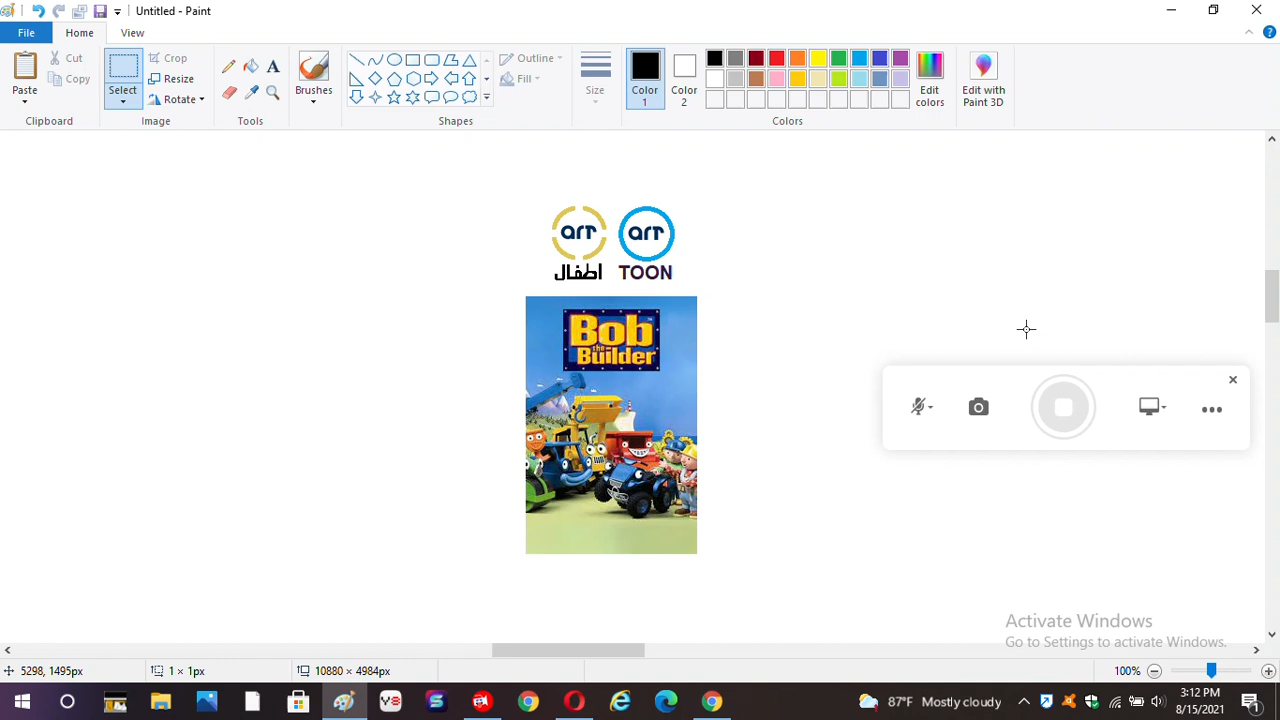 Untitled - Paint
File
Home
View
Paste
Cut
Copy
Clipboard
Select
Crop
Resize
Rotate
Image
A
Tools
Brushes
Shapes
Outline
Fill
Size
Color
1
Color
2
Colors
Edit
colors
Edit with
Paint 3D
art
اطفال
art
TOON
Bob
the
Builder
TM
Activate Windows
Go to Settings to activate Windows.
5298, 1495px
1 × 1px
10880 × 4984px
100%
87°F Mostly cloudy
3:12 PM
8/15/2021
1